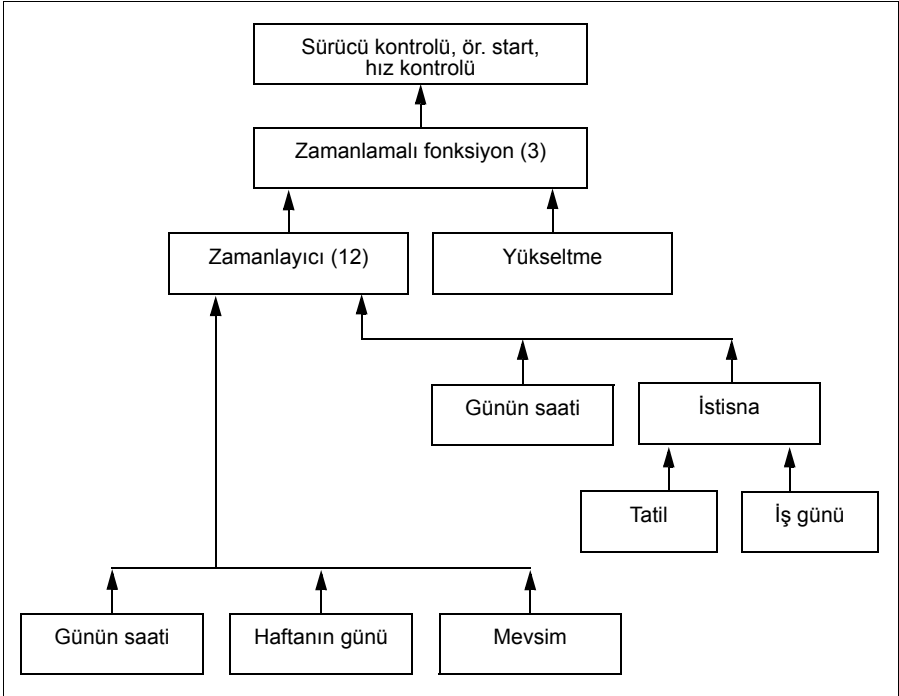 Sürücü kontrolü, ör. start,
hız kontrolü
Zamanlamalı fonksiyon (3)
Zamanlayıcı (12)
Yükseltme
Günün saati
İstisna
Tatil
İş günü
Günün saati
Haftanın günü
Mevsim